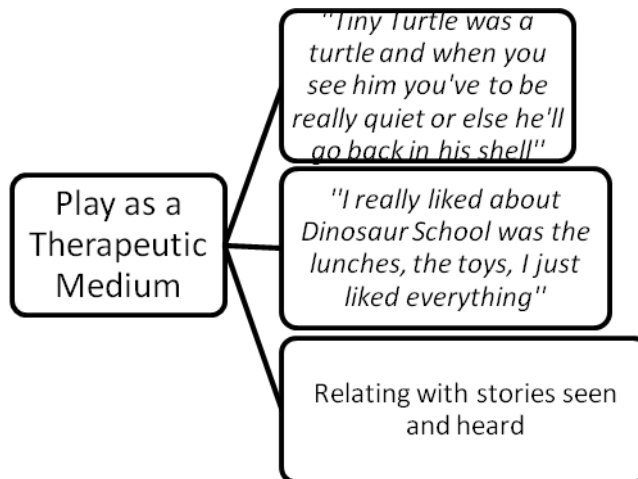 "Tiny Turtle was a
turtle and when you
see him you've to be
really quiet or else he'll
go back in his shell"
Play as a
Therapeutic
Medium
"I really liked about
Dinosaur School was the
lunches, the toys, I just
liked everything"
Relating with stories seen
and heard